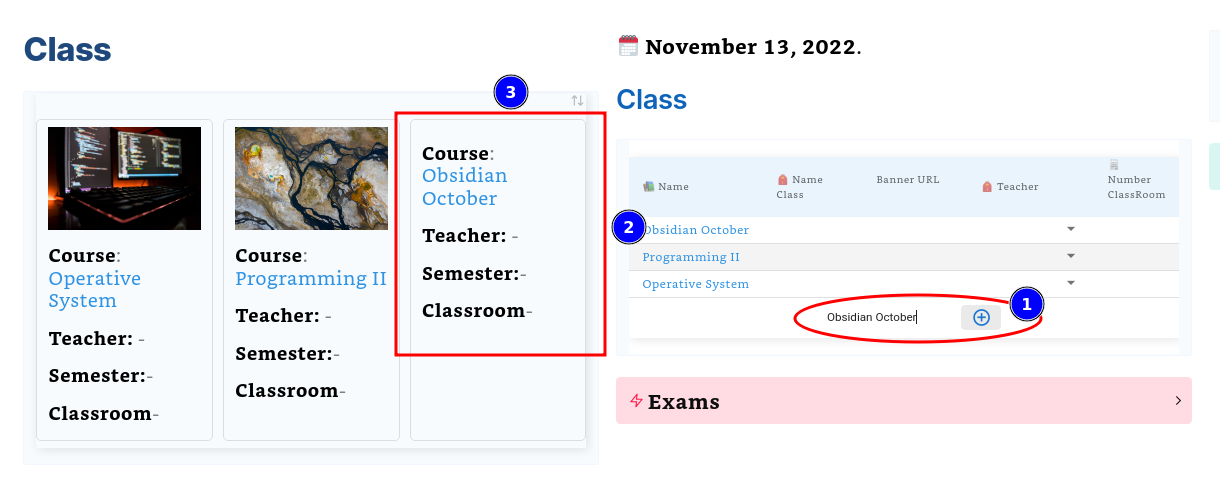 Class
3
Course:
Operative
System
Teacher: -
Semester:-
Classroom-
Course:
Programming II
Teacher: -
Semester:-
Classroom-
Course:
Obsidian
October
Teacher: -
Semester:-
Classroom-
November 13, 2022.
Class
Name
Name
Class
Banner URL
Teacher
Number
ClassRoom
2
Obsidian October
Programming II
Operative System
1
Obsidian October
Exams